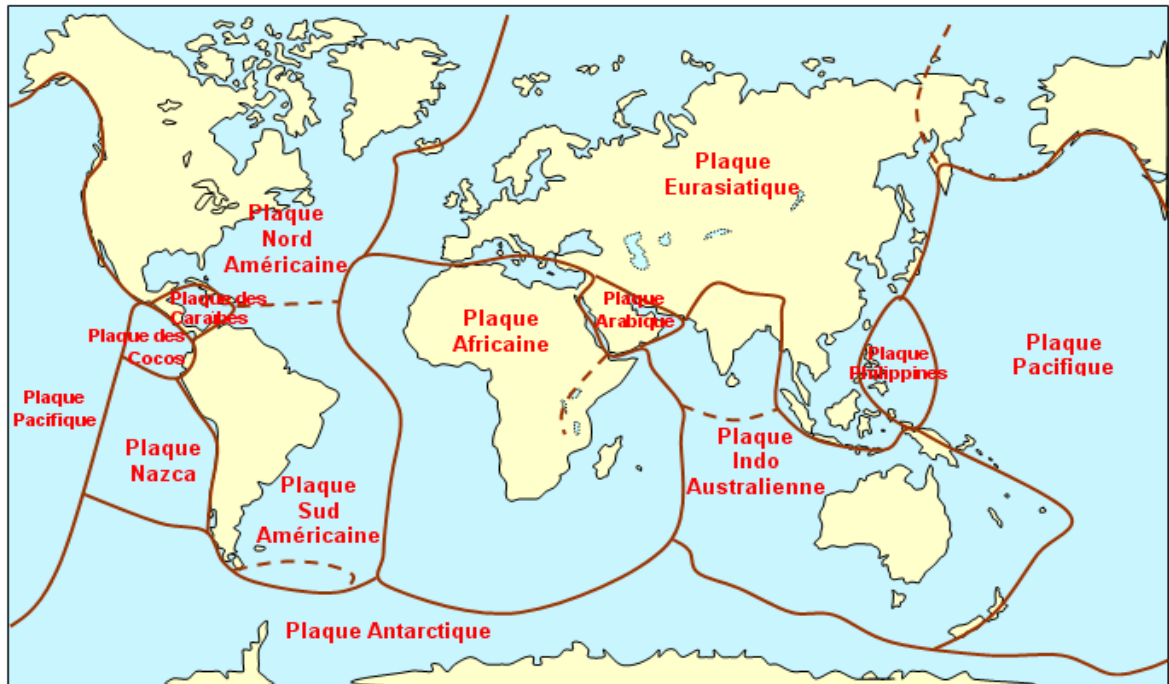 Plaque
Eurasiatique
Plaque
Nord
Américaine
Plaque des
Caraïbes
Plaque
Arabique
Plaque
Africaine
Plaque des
Cocos
Plaque
Philippines
Plaque
Pacifique
Plaque
Pacifique
Plaque
Nazca
Plaque
Indo
Australienne
Plaque
Sud
Américaine
Plaque Antarctique